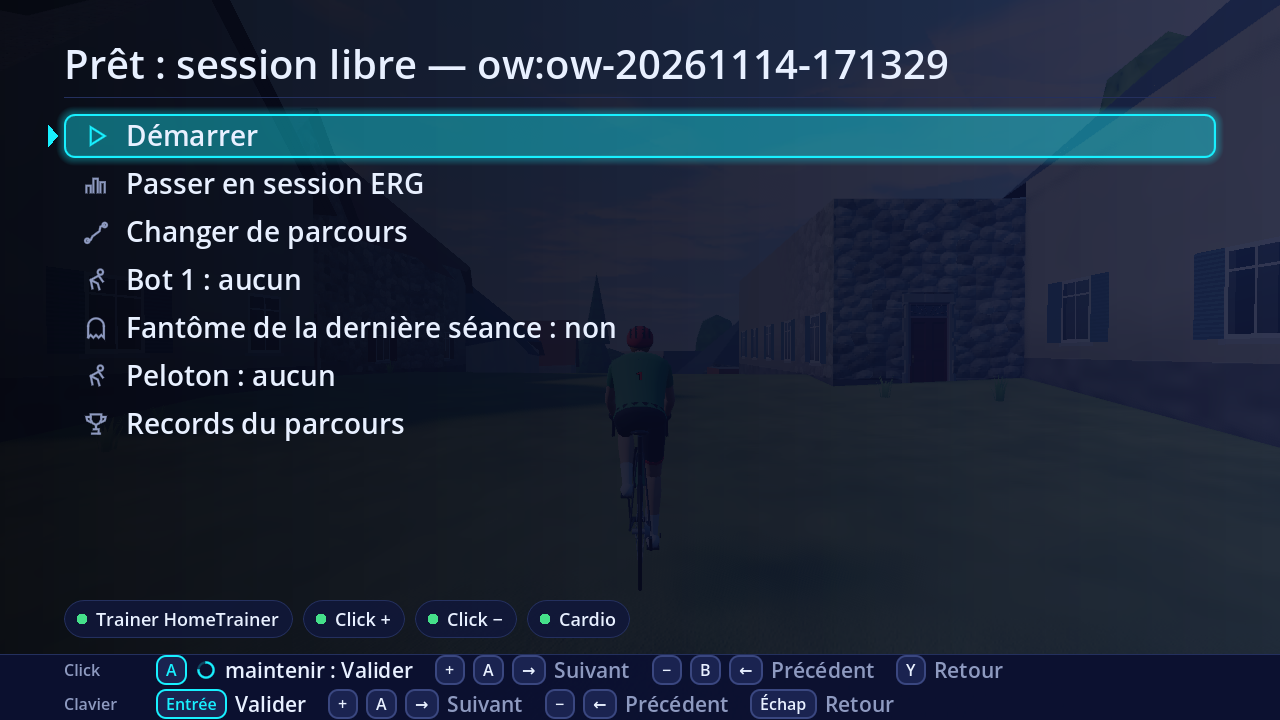 Prêt : session libre — ow:ow-20261114-171329
Démarrer
Passer en session ERG
Changer de parcours
Bot 1 : aucun
Fantôme de la dernière séance : non
Peloton : aucun
Records du parcours
Trainer HomeTrainer Click + Click − Cardio
Click A maintenir : Valider + A → Suivant − B ← Précédent Y Retour
Clavier Entrée Valider + A → Suivant − ← Précédent Échap Retour